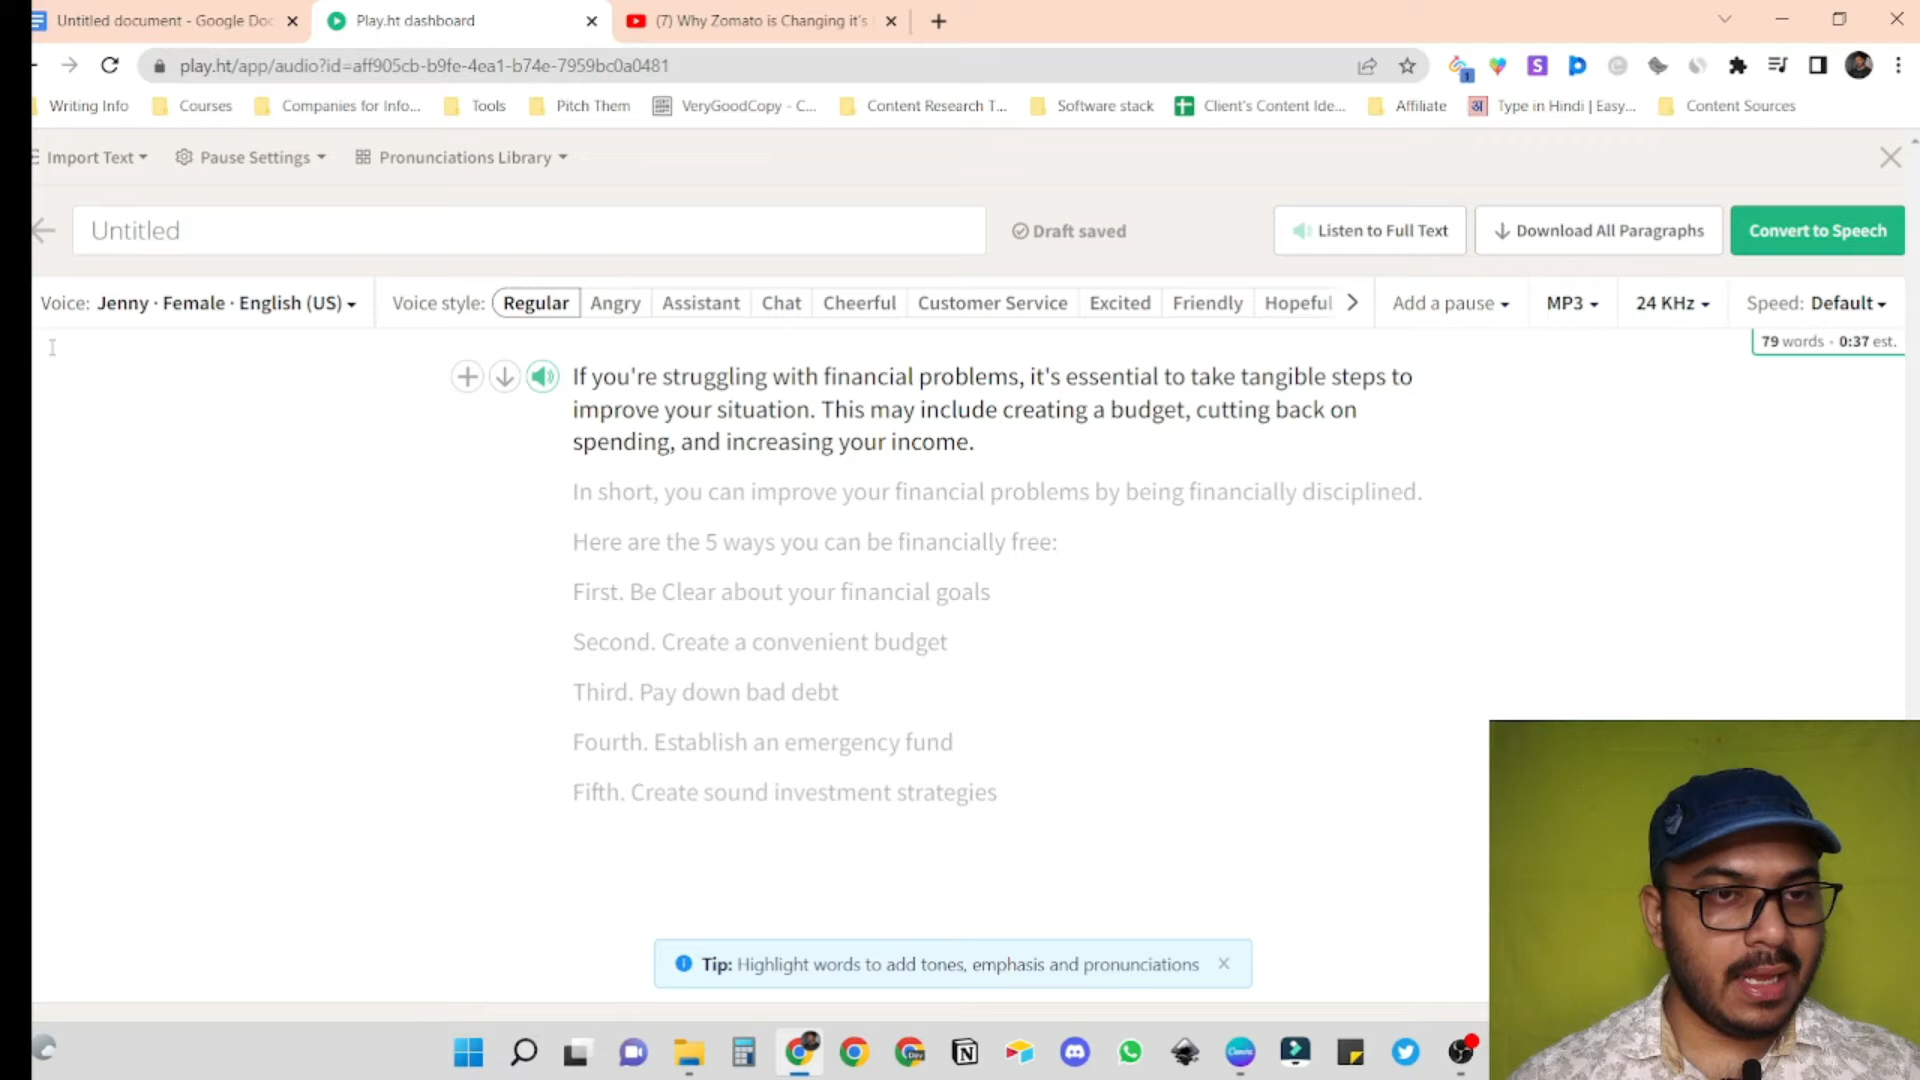 Untitled document - Google Doc
Play.ht dashboard
(7) Why Zomato is Changing it's
play.ht/app/audio?id=aff905cb-b9fe-4ea1-b74e-7959bc0a0481
1
Writing Info
Courses
Companies for Info...
Tools
Pitch Them
VeryGoodCopy - C...
Content Research T...
Software stack
Client's Content Ide...
Affiliate
अ
Type in Hindi | Easy...
Content Sources
Import Text
Pause Settings
Pronunciations Library
Untitled
Draft saved
Listen to Full Text
Download All Paragraphs
Convert to Speech
Voice: Jenny · Female · English (US)
Voice style:
Regular
Angry
Assistant
Chat
Cheerful
Customer Service
Excited
Friendly
Hopeful
Add a pause
MP3
24 KHz
Speed: Default
79 words · 0:37 est.
If you're struggling with financial problems, it's essential to take tangible steps to
improve your situation. This may include creating a budget, cutting back on
spending, and increasing your income.
In short, you can improve your financial problems by being financially disciplined.
Here are the 5 ways you can be financially free:
First. Be Clear about your financial goals
Second. Create a convenient budget
Third. Pay down bad debt
Fourth. Establish an emergency fund
Fifth. Create sound investment strategies
Tip: Highlight words to add tones, emphasis and pronunciations
Dev
Canva